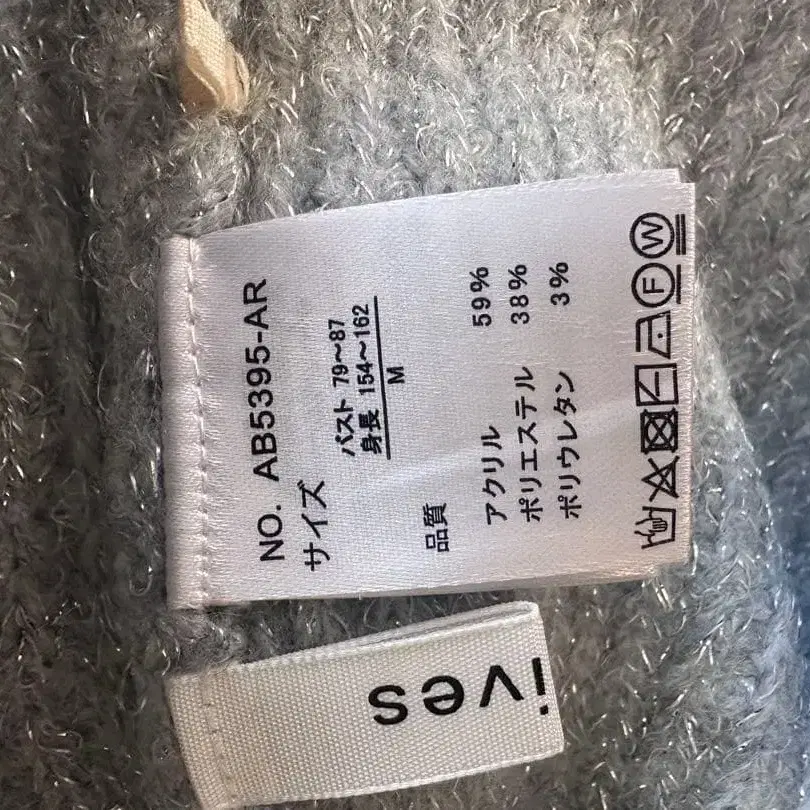 NO. AB5395-AR
サイズ
バスト 79～87
身長 154～162
M
品質
アクリル 59%
ポリエステル 38%
ポリウレタン 3%
F W
ives